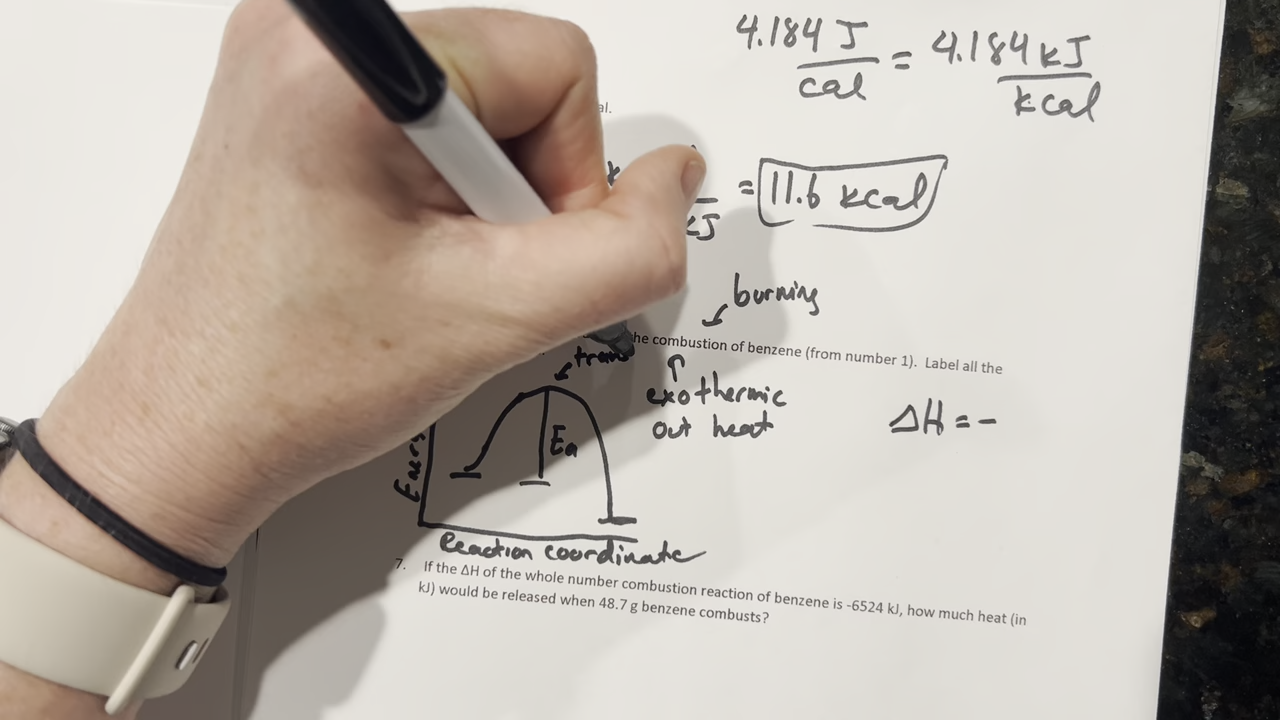 4.184 J = 4.184 kJ
cal kcal
al.
= 11.6 kcal
kJ
burning
he combustion of benzene (from number 1). Label all the
tran
exothermic
out heat
ΔH = -
Ea
Reaction coordinate
7. If the ΔH of the whole number combustion reaction of benzene is -6524 kJ, how much heat (in
kJ) would be released when 48.7 g benzene combusts?